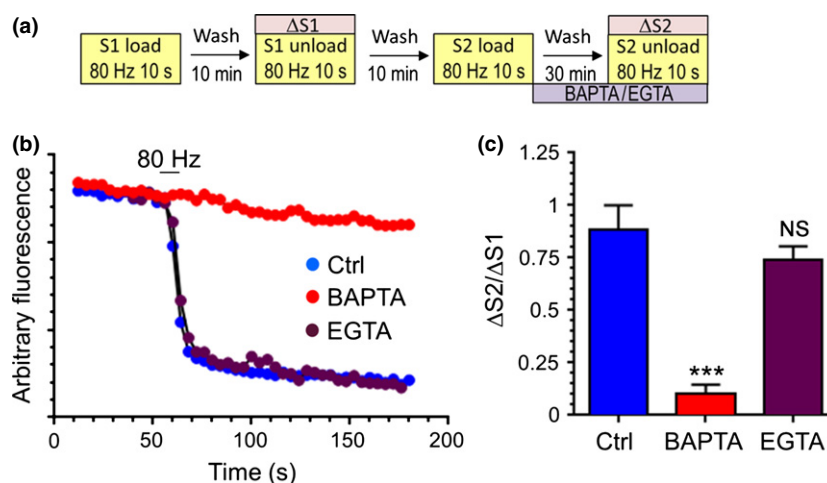 (a)
ΔS1
ΔS2
S1 load
80 Hz 10 s
Wash
10 min
S1 unload
80 Hz 10 s
Wash
10 min
S2 load
80 Hz 10 s
Wash
30 min
S2 unload
80 Hz 10 s
BAPTA/EGTA
(b)
80 Hz
Arbitrary fluorescence
Ctrl
BAPTA
EGTA
0 50 100 150 200
Time (s)
(c)
ΔS2/ΔS1
1.25
1
0.75
0.5
0.25
0
***
NS
Ctrl BAPTA EGTA